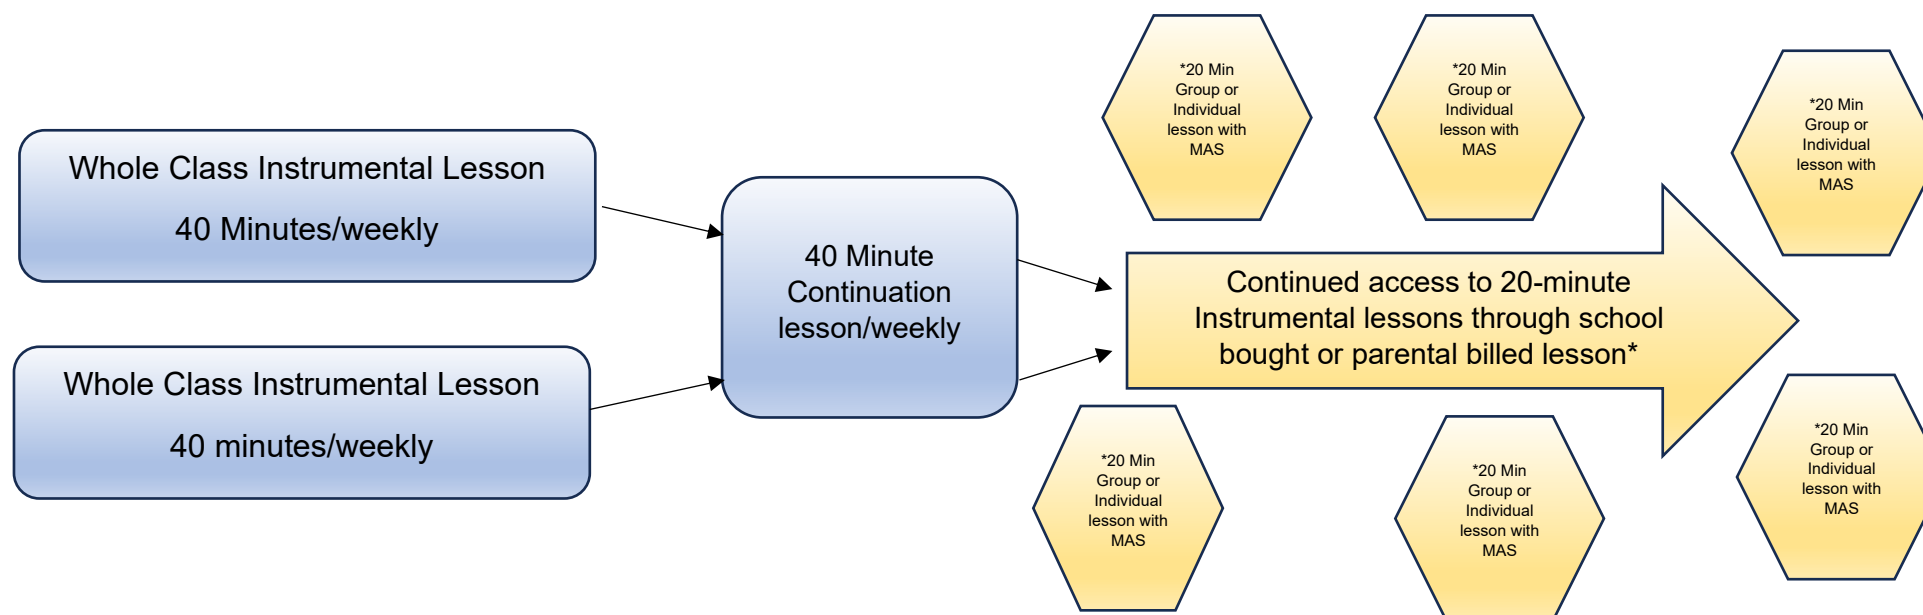 Whole Class Instrumental Lesson
40 Minutes/weekly
Whole Class Instrumental Lesson
40 minutes/weekly
40 Minute
Continuation
lesson/weekly
*20 Min
Group or
Individual
lesson with
MAS
*20 Min
Group or
Individual
lesson with
MAS
*20 Min
Group or
Individual
lesson with
MAS
Continued access to 20-minute
Instrumental lessons through school
bought or parental billed lesson*
*20 Min
Group or
Individual
lesson with
MAS
*20 Min
Group or
Individual
lesson with
MAS
*20 Min
Group or
Individual
lesson with
MAS